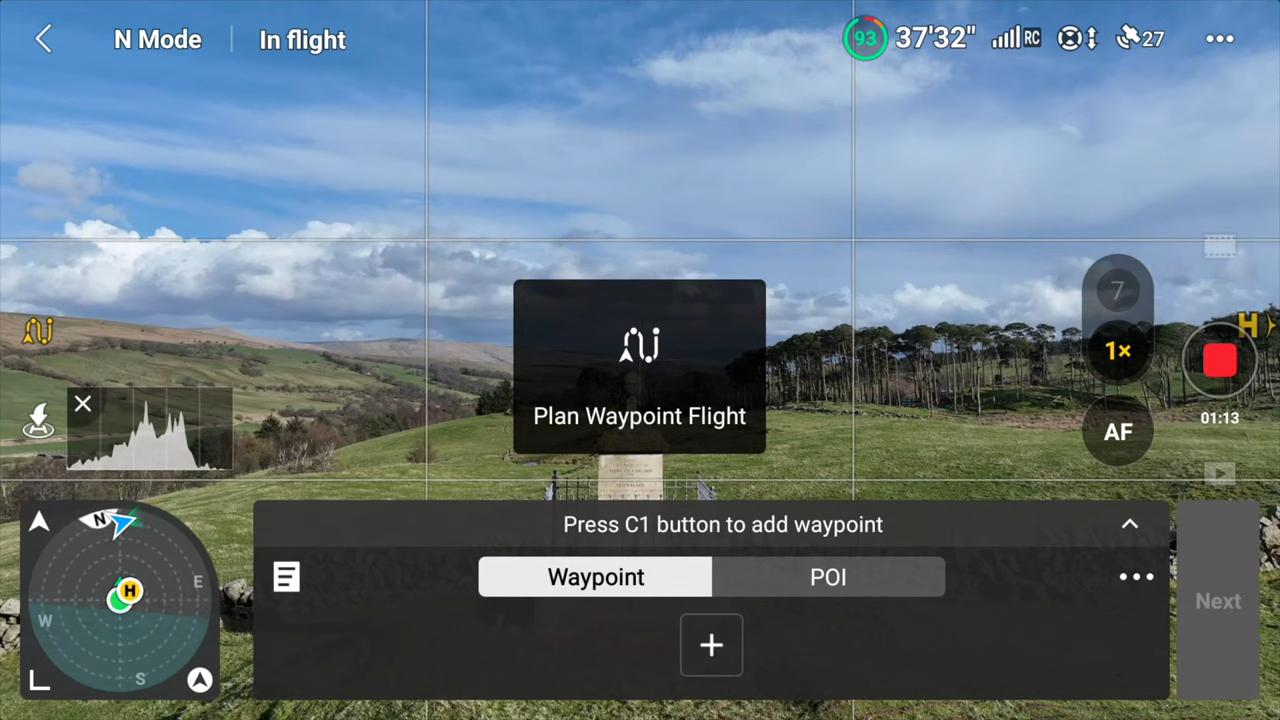 N Mode
In flight
93
37'32"
RC
27
7
1×
H
AF
01:13
Plan Waypoint Flight
Press C1 button to add waypoint
Waypoint
POI
Next
N
E
H
W
S